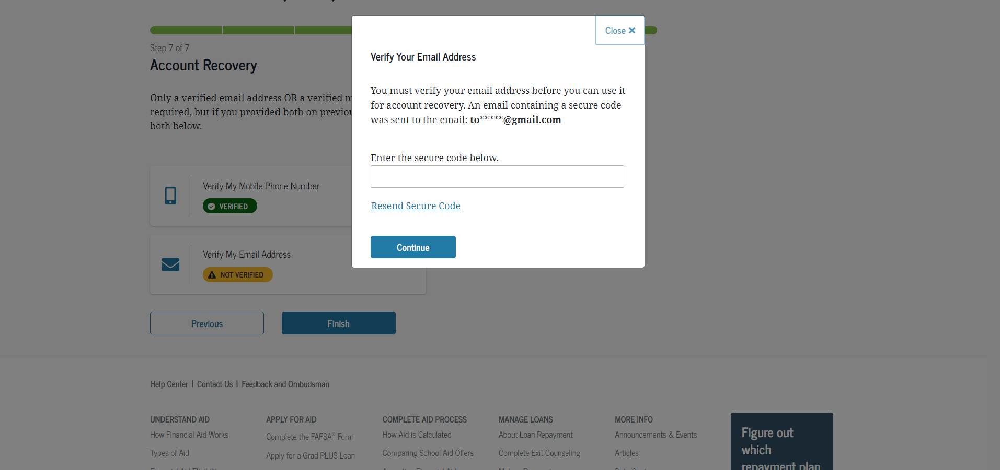 Close ✕
Verify Your Email Address
You must verify your email address before you can use it
for account recovery. An email containing a secure code
was sent to the email: to*****@gmail.com
Enter the secure code below.
Resend Secure Code
Continue
Step 7 of 7
Account Recovery
Only a verified email address OR a verified
required, but if you provided both on
both below.
Verify My Mobile Phone Number
VERIFIED
Verify My Email Address
NOT VERIFIED
Previous
Finish
Help Center | Contact Us | Feedback and Ombudsman
UNDERSTAND AID
How Financial Aid Works
Types of Aid
APPLY FOR AID
Complete the FAFSA® Form
Apply for a Grad PLUS Loan
COMPLETE AID PROCESS
How Aid is Calculated
Comparing School Aid Offers
MANAGE LOANS
About Loan Repayment
Complete Exit Counseling
MORE INFO
Announcements & Events
Articles
Figure out
which
repayment plan